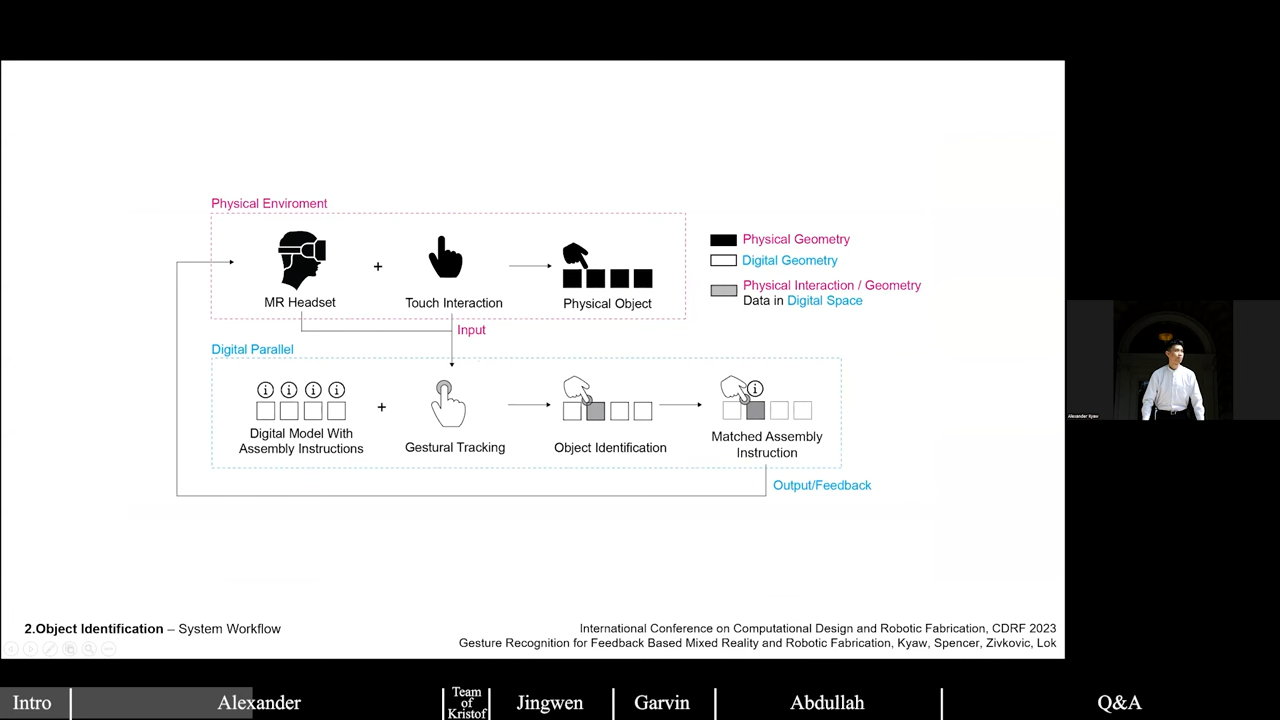 Physical Enviroment
MR Headset
+
Touch Interaction
Physical Object
Physical Geometry
Digital Geometry
Physical Interaction / Geometry
Data in Digital Space
Input
Digital Parallel
i i i i
Digital Model With
Assembly Instructions
+
Gestural Tracking
Object Identification
i
Matched Assembly
Instruction
Output/Feedback
Alexander Kyaw
2.Object Identification – System Workflow
International Conference on Computational Design and Robotic Fabrication, CDRF 2023
Gesture Recognition for Feedback Based Mixed Reality and Robotic Fabrication, Kyaw, Spencer, Zivkovic, Lok
Intro
Alexander
Team
of
Kristof
Jingwen
Garvin
Abdullah
Q&A